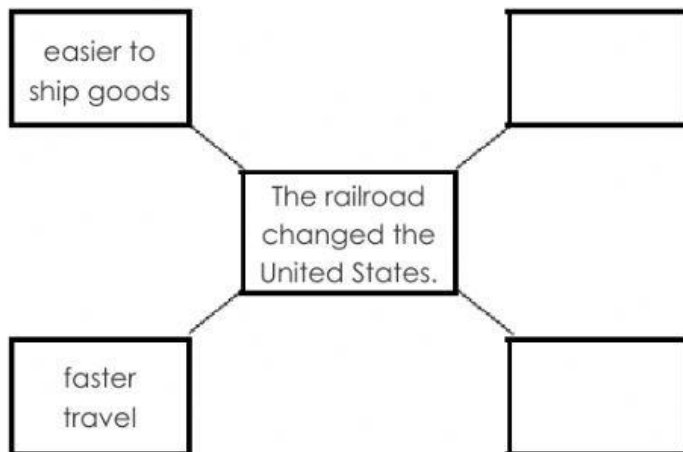 easier to
ship goods
The railroad
changed the
United States.
faster
travel